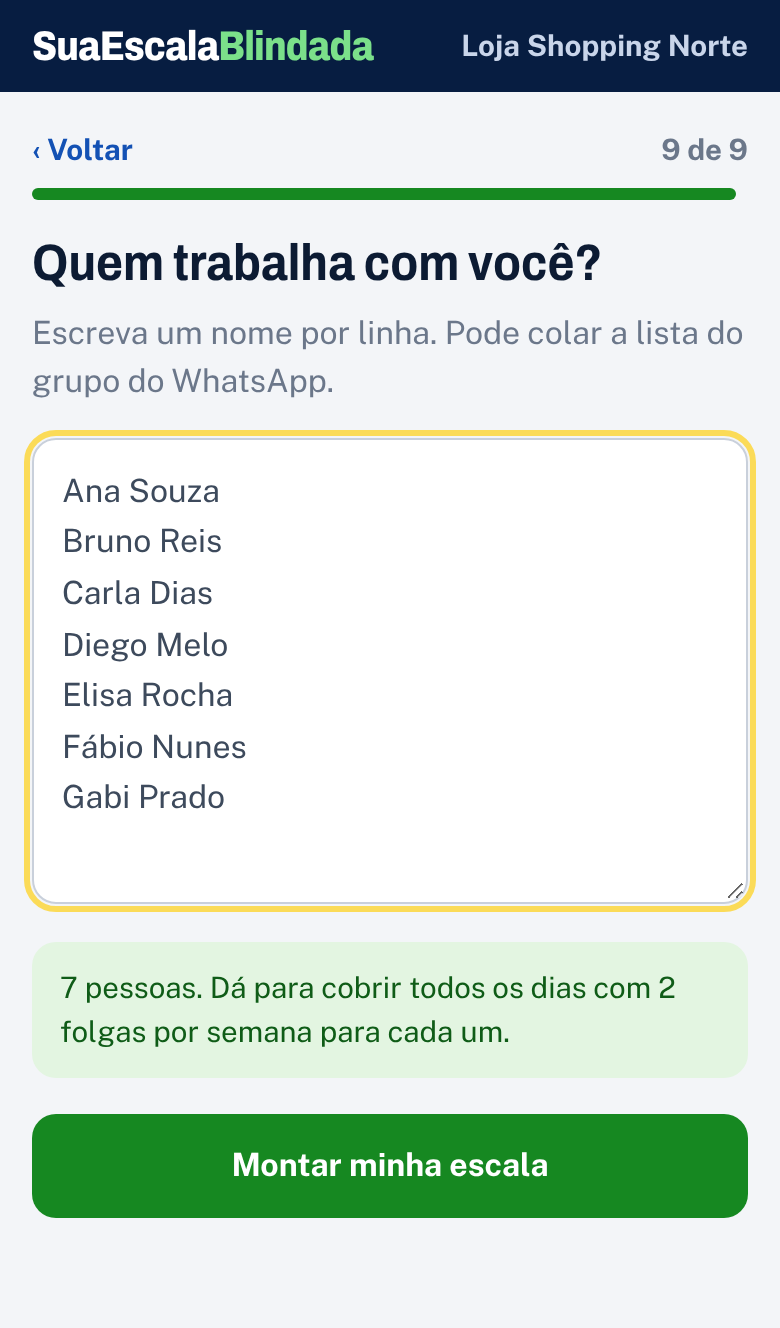 SuaEscalaBlindada
Loja Shopping Norte
‹ Voltar
9 de 9
Quem trabalha com você?
Escreva um nome por linha. Pode colar a lista do
grupo do WhatsApp.
Ana Souza
Bruno Reis
Carla Dias
Diego Melo
Elisa Rocha
Fábio Nunes
Gabi Prado
7 pessoas. Dá para cobrir todos os dias com 2
folgas por semana para cada um.
Montar minha escala